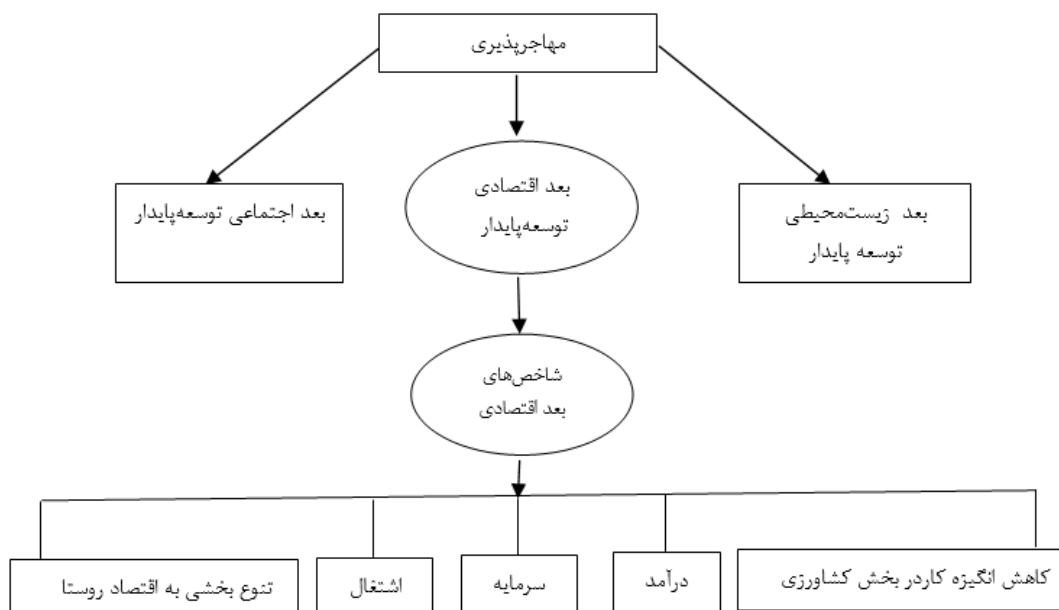 مهاجرپذیری
بعد زیست‌محیطی
توسعه پایدار
بعد اقتصادی
توسعه‌پایدار
بعد اجتماعی توسعه‌پایدار
شاخص‌های
بعد اقتصادی
کاهش انگیزه کاردر بخش کشاورزی
درآمد
سرمایه
اشتغال
تنوع بخشی به اقتصاد روستا